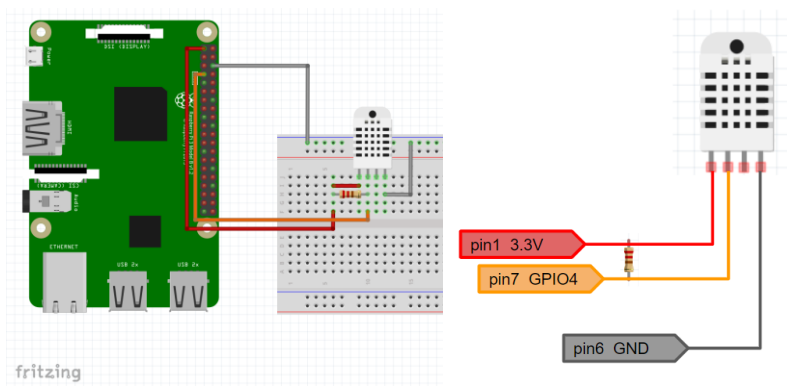 DSI (DISPLAY)
Power
HDMI
CSI (CAMERA)
Audio
ETHERNET
USB 2x
USB 2x
fritzing
pin1 3.3V
pin7 GPIO4
pin6 GND